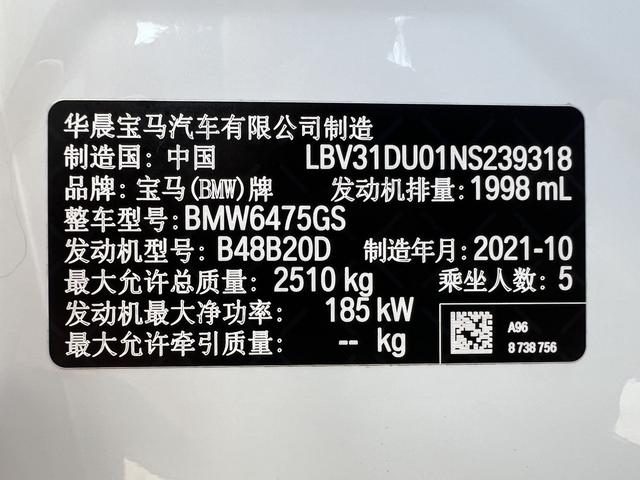 华晨宝马汽车有限公司制造
制造国: 中国 LBV31DU01NS239318
品牌: 宝马(BMW)牌 发动机排量: 1998 mL
整车型号: BMW6475GS
发动机型号: B48B20D 制造年月: 2021-10
最大允许总质量: 2510 kg 乘坐人数: 5
发动机最大净功率: 185 kW
最大允许牵引质量: -- kg
A96
8 738 756